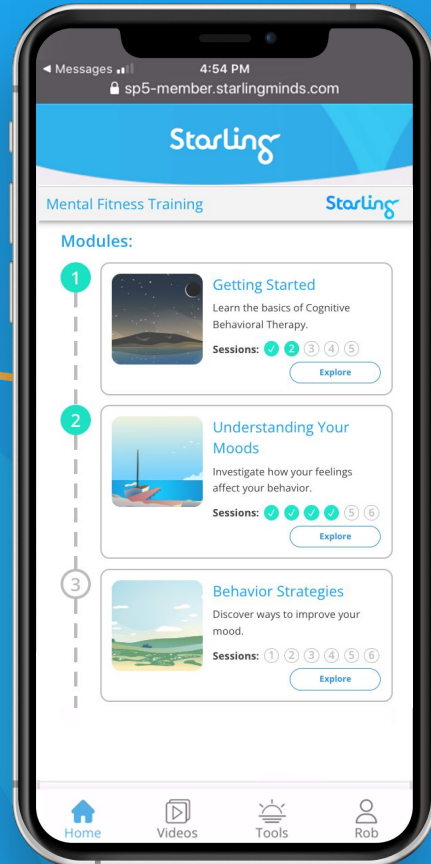 ◄ Messages 4:54 PM
sp5-member.starlingminds.com
Starling
Mental Fitness Training Starling
Modules:
1
Getting Started
Learn the basics of Cognitive
Behavioral Therapy.
Sessions: ✓ 2 3 4 5
Explore
2
Understanding Your
Moods
Investigate how your feelings
affect your behavior.
Sessions: ✓ ✓ ✓ ✓ 5 6
Explore
3
Behavior Strategies
Discover ways to improve your
mood.
Sessions: 1 2 3 4 5 6
Explore
Home Videos Tools Rob